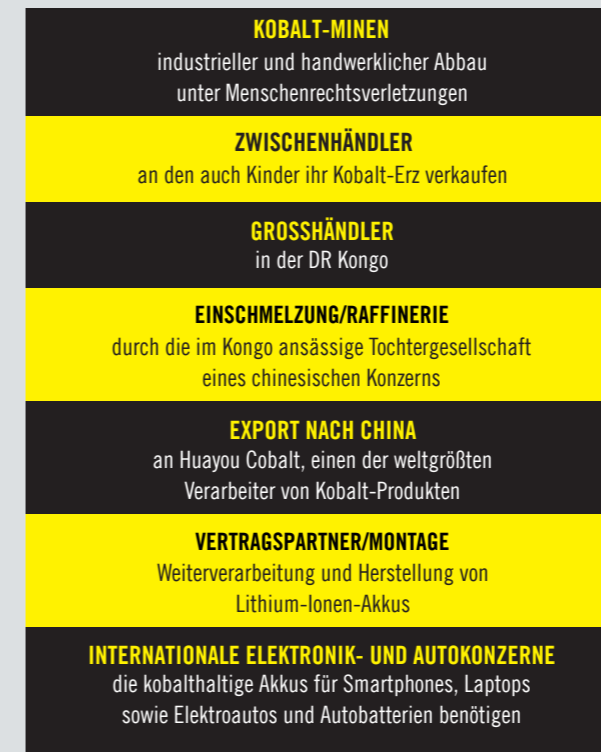 KOBALT-MINEN
industrieller und handwerklicher Abbau
unter Menschenrechtsverletzungen
ZWISCHENHÄNDLER
an den auch Kinder ihr Kobalt-Erz verkaufen
GROSSHÄNDLER
in der DR Kongo
EINSCHMELZUNG/RAFFINERIE
durch die im Kongo ansässige Tochtergesellschaft
eines chinesischen Konzerns
EXPORT NACH CHINA
an Huayou Cobalt, einen der weltgrößten
Verarbeiter von Kobalt-Produkten
VERTRAGSPARTNER/MONTAGE
Weiterverarbeitung und Herstellung von
Lithium-Ionen-Akkus
INTERNATIONALE ELEKTRONIK- UND AUTOKONZERNE
die kobalthaltige Akkus für Smartphones, Laptops
sowie Elektroautos und Autobatterien benötigen